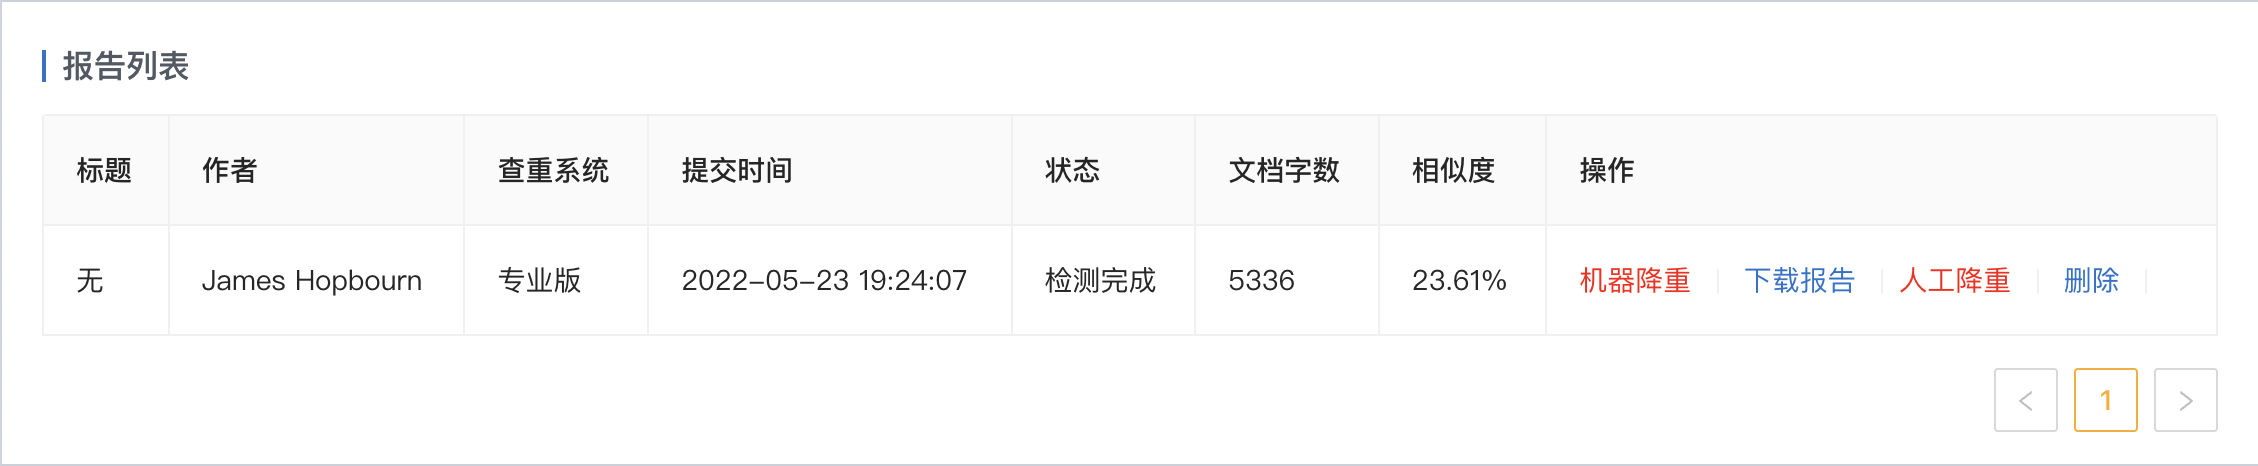 报告列表
标题 作者 查重系统 提交时间 状态 文档字数 相似度 操作
无 James Hopbourn 专业版 2022-05-23 19:24:07 检测完成 5336 23.61% 机器降重 下载报告 人工降重 删除
< 1 >